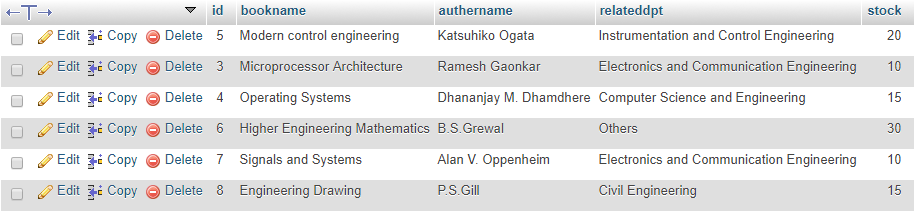 id bookname authername relateddpt stock
Edit Copy Delete 5 Modern control engineering Katsuhiko Ogata Instrumentation and Control Engineering 20
Edit Copy Delete 3 Microprocessor Architecture Ramesh Gaonkar Electronics and Communication Engineering 10
Edit Copy Delete 4 Operating Systems Dhananjay M. Dhamdhere Computer Science and Engineering 15
Edit Copy Delete 6 Higher Engineering Mathematics B.S.Grewal Others 30
Edit Copy Delete 7 Signals and Systems Alan V. Oppenheim Electronics and Communication Engineering 10
Edit Copy Delete 8 Engineering Drawing P.S.Gill Civil Engineering 15